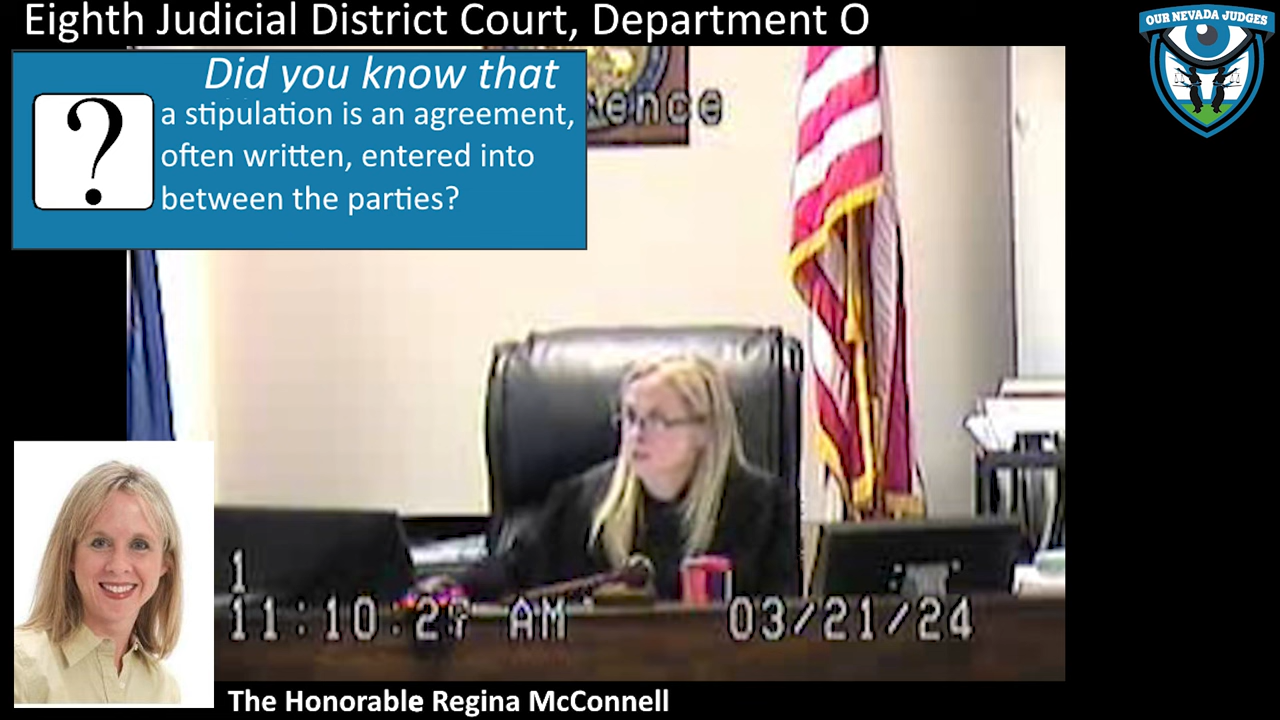 Eighth Judicial District Court, Department O
OUR NEVADA JUDGES
Did you know that
?
a stipulation is an agreement,
often written, entered into
between the parties?
ence
1
11:10:27 AM 03/21/24
The Honorable Regina McConnell